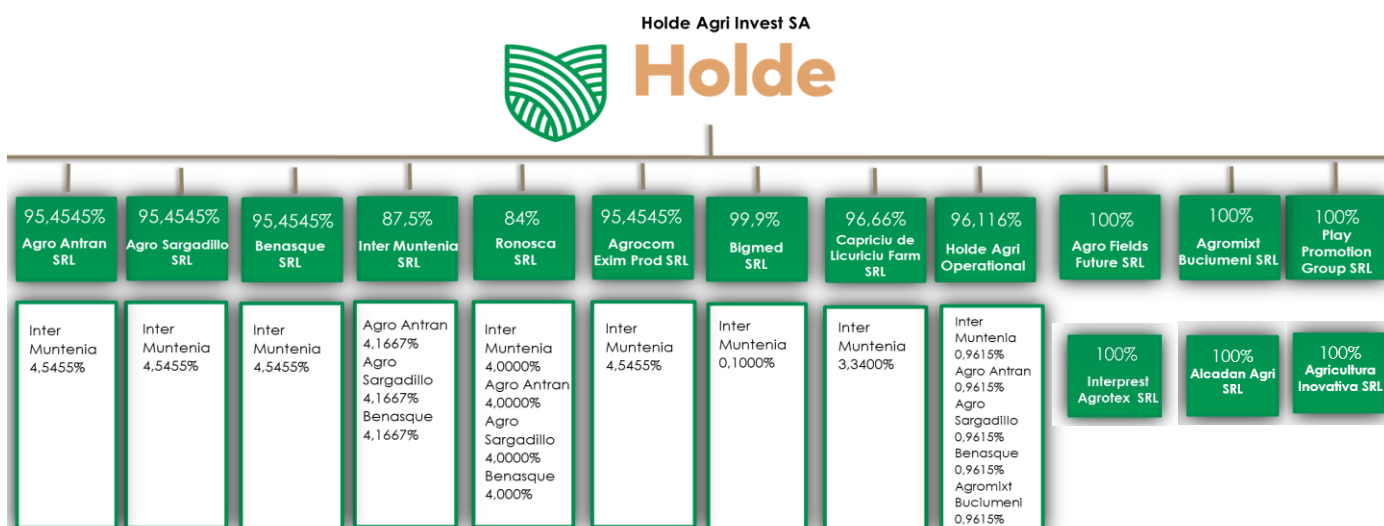 Holde Agri Invest SA
Holde
95,4545%
Agro Antran
SRL
95,4545%
Agro Sargadillo
SRL
95,4545%
Benasque
SRL
87,5%
Inter Muntenia
SRL
84%
Ronosca
SRL
95,4545%
Agrocom
Exim Prod SRL
99,9%
Bigmed
SRL
96,66%
Capriciu de
Licuriciu Farm
SRL
96,116%
Holde Agri
Operational
100%
Agro Fields
Future SRL
100%
Agromixt
Buciumeni SRL
100%
Play
Promotion
Group SRL
Inter
Muntenia
4,5455%
Inter
Muntenia
4,5455%
Inter
Muntenia
4,5455%
Agro Antran
4,1667%
Agro
Sargadillo
4,1667%
Benasque
4,1667%
Inter
Muntenia
4,0000%
Agro Antran
4,0000%
Agro
Sargadillo
4,0000%
Benasque
4,000%
Inter
Muntenia
4,5455%
Inter
Muntenia
0,1000%
Inter
Muntenia
3,3400%
Inter
Muntenia
0,9615%
Agro Antran
0,9615%
Agro
Sargadillo
0,9615%
Benasque
0,9615%
Agromixt
Buciumeni
0,9615%
100%
Interprest
Agrotex SRL
100%
Alcadan Agri
SRL
100%
Agricultura
Inovativa SRL